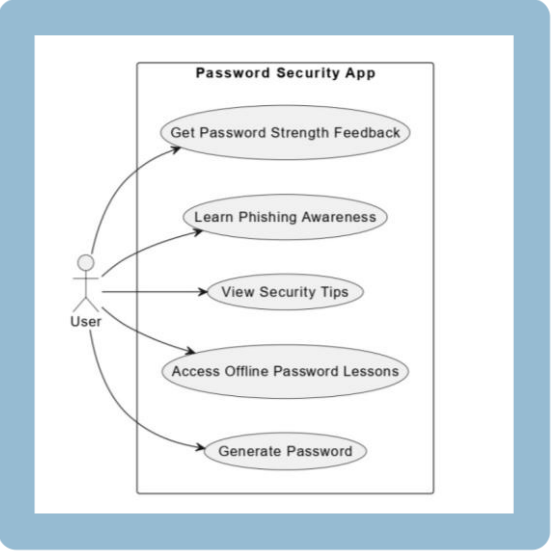 Password Security App
Get Password Strength Feedback
Learn Phishing Awareness
View Security Tips
User
Access Offline Password Lessons
Generate Password